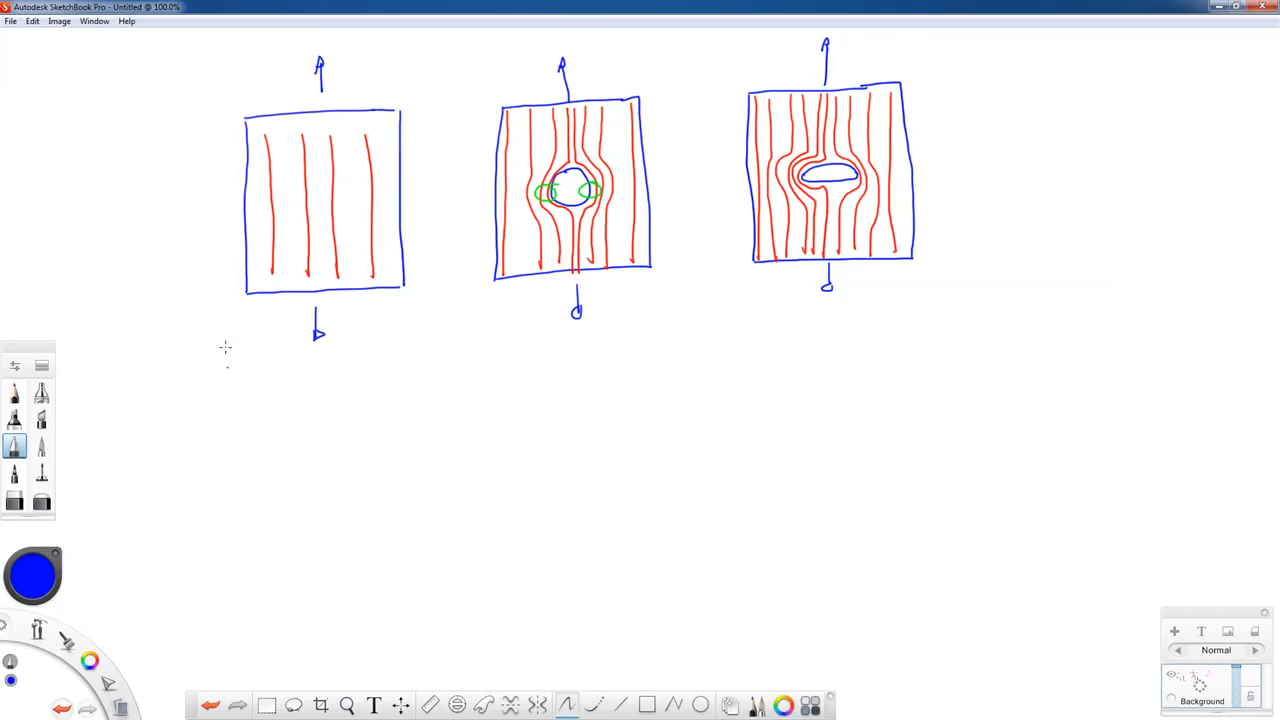 Autodesk SketchBook Pro - Untitled @ 100.0%
File Edit Image Window Help
Normal
Background